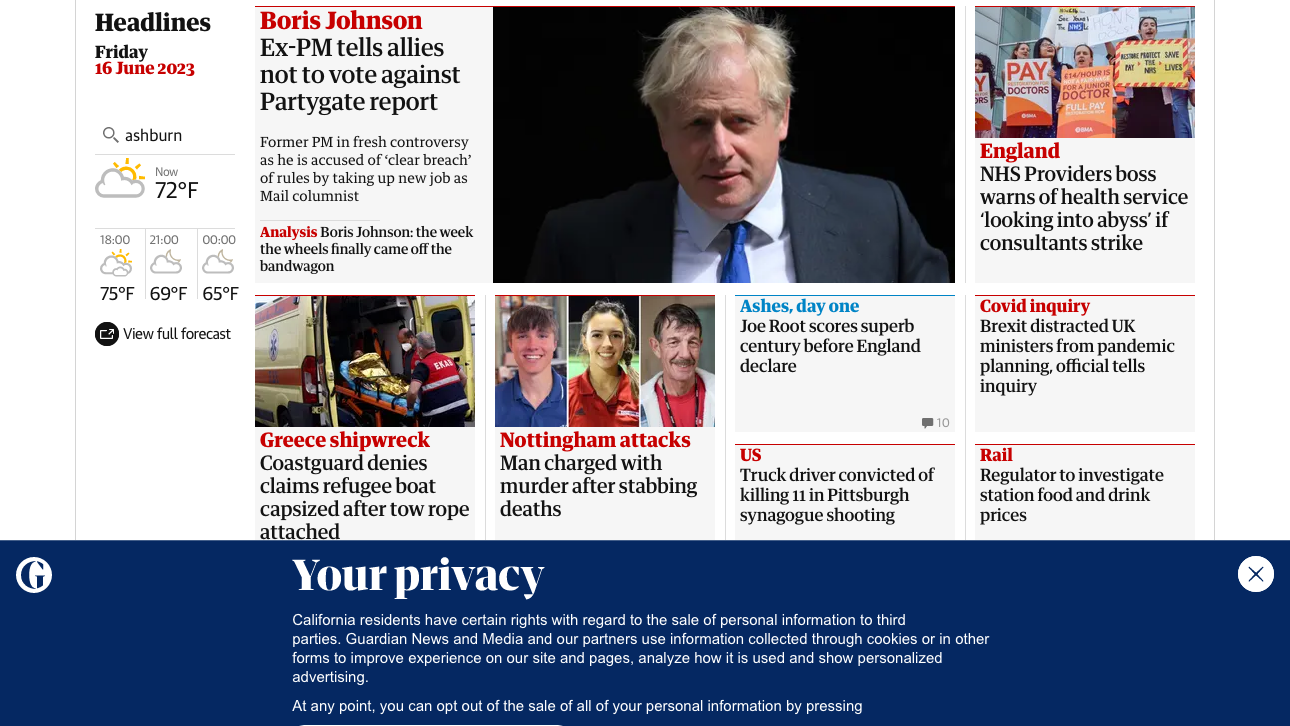 Headlines
Friday
16 June 2023
ashburn
Now
72°F
18:00
21:00
00:00
75°F
69°F
65°F
View full forecast
Boris Johnson
Ex-PM tells allies
not to vote against
Partygate report
Former PM in fresh controversy
as he is accused of ‘clear breach’
of rules by taking up new job as
Mail columnist
Analysis Boris Johnson: the week
the wheels finally came off the
bandwagon
NHS
PAY
DOCTORS
£14/HOUR IS
FOR A JUNIOR
DOCTOR
FULL PAY
BMA
PAY
THE
SAVE
NHS
LIVES
England
NHS Providers boss
warns of health service
‘looking into abyss’ if
consultants strike
EKAB
Greece shipwreck
Coastguard denies
claims refugee boat
capsized after tow rope
attached
Nottingham attacks
Man charged with
murder after stabbing
deaths
Ashes, day one
Joe Root scores superb
century before England
declare
10
US
Truck driver convicted of
killing 11 in Pittsburgh
synagogue shooting
Covid inquiry
Brexit distracted UK
ministers from pandemic
planning, official tells
inquiry
Rail
Regulator to investigate
station food and drink
prices
G
Your privacy
California residents have certain rights with regard to the sale of personal information to third
parties. Guardian News and Media and our partners use information collected through cookies or in other
forms to improve experience on our site and pages, analyze how it is used and show personalized
advertising.
At any point, you can opt out of the sale of all of your personal information by pressing